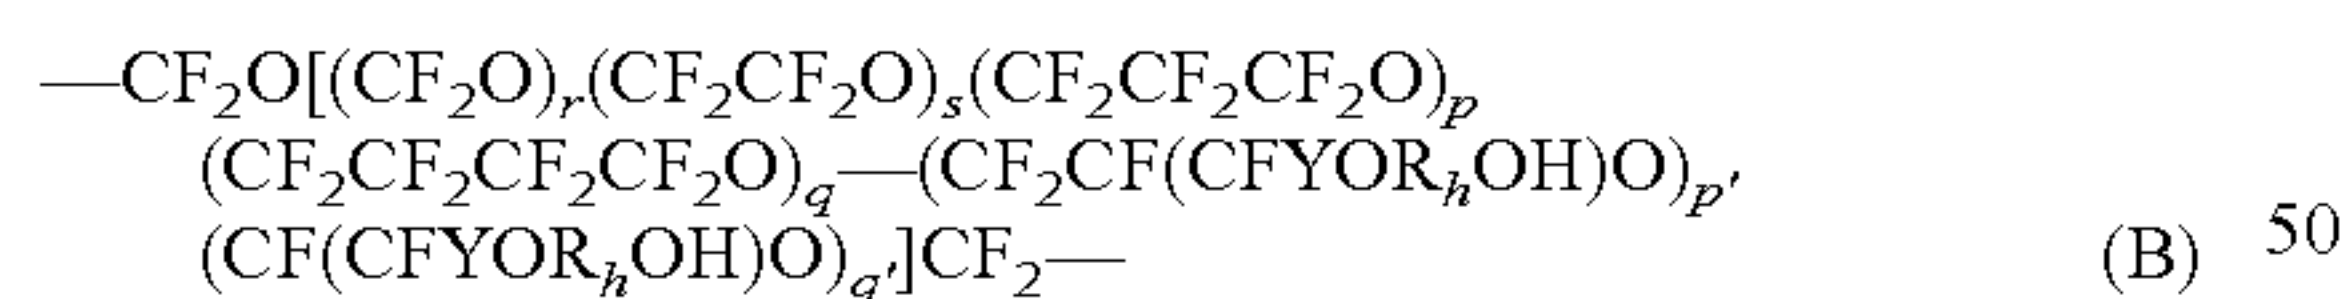 —CF₂O[(CF₂O)ᵣ(CF₂CF₂O)ₛ(CF₂CF₂CF₂O)ₚ
(CF₂CF₂CF₂CF₂O)q—(CF₂CF(CFYORₕOH)O)ₚ′
(CF(CFYORₕOH)O)q′]CF₂— (B) 50